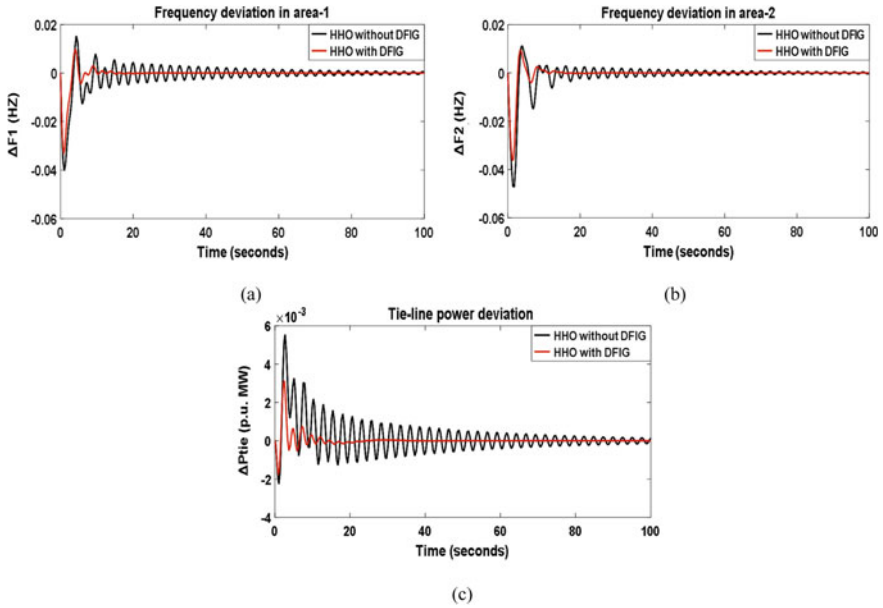 Frequency deviation in area-1
0.02
0
-0.02
-0.04
-0.06
ΔF1 (HZ)
HHO without DFIG
HHO with DFIG
0 20 40 60 80 100
Time (seconds)
(a)
Frequency deviation in area-2
0.02
0
-0.02
-0.04
-0.06
ΔF2 (HZ)
HHO without DFIG
HHO with DFIG
0 20 40 60 80 100
Time (seconds)
(b)
Tie-line power deviation
×10⁻³
6
4
2
0
-2
-4
ΔPtie (p.u. MW)
HHO without DFIG
HHO with DFIG
0 20 40 60 80 100
Time (seconds)
(c)